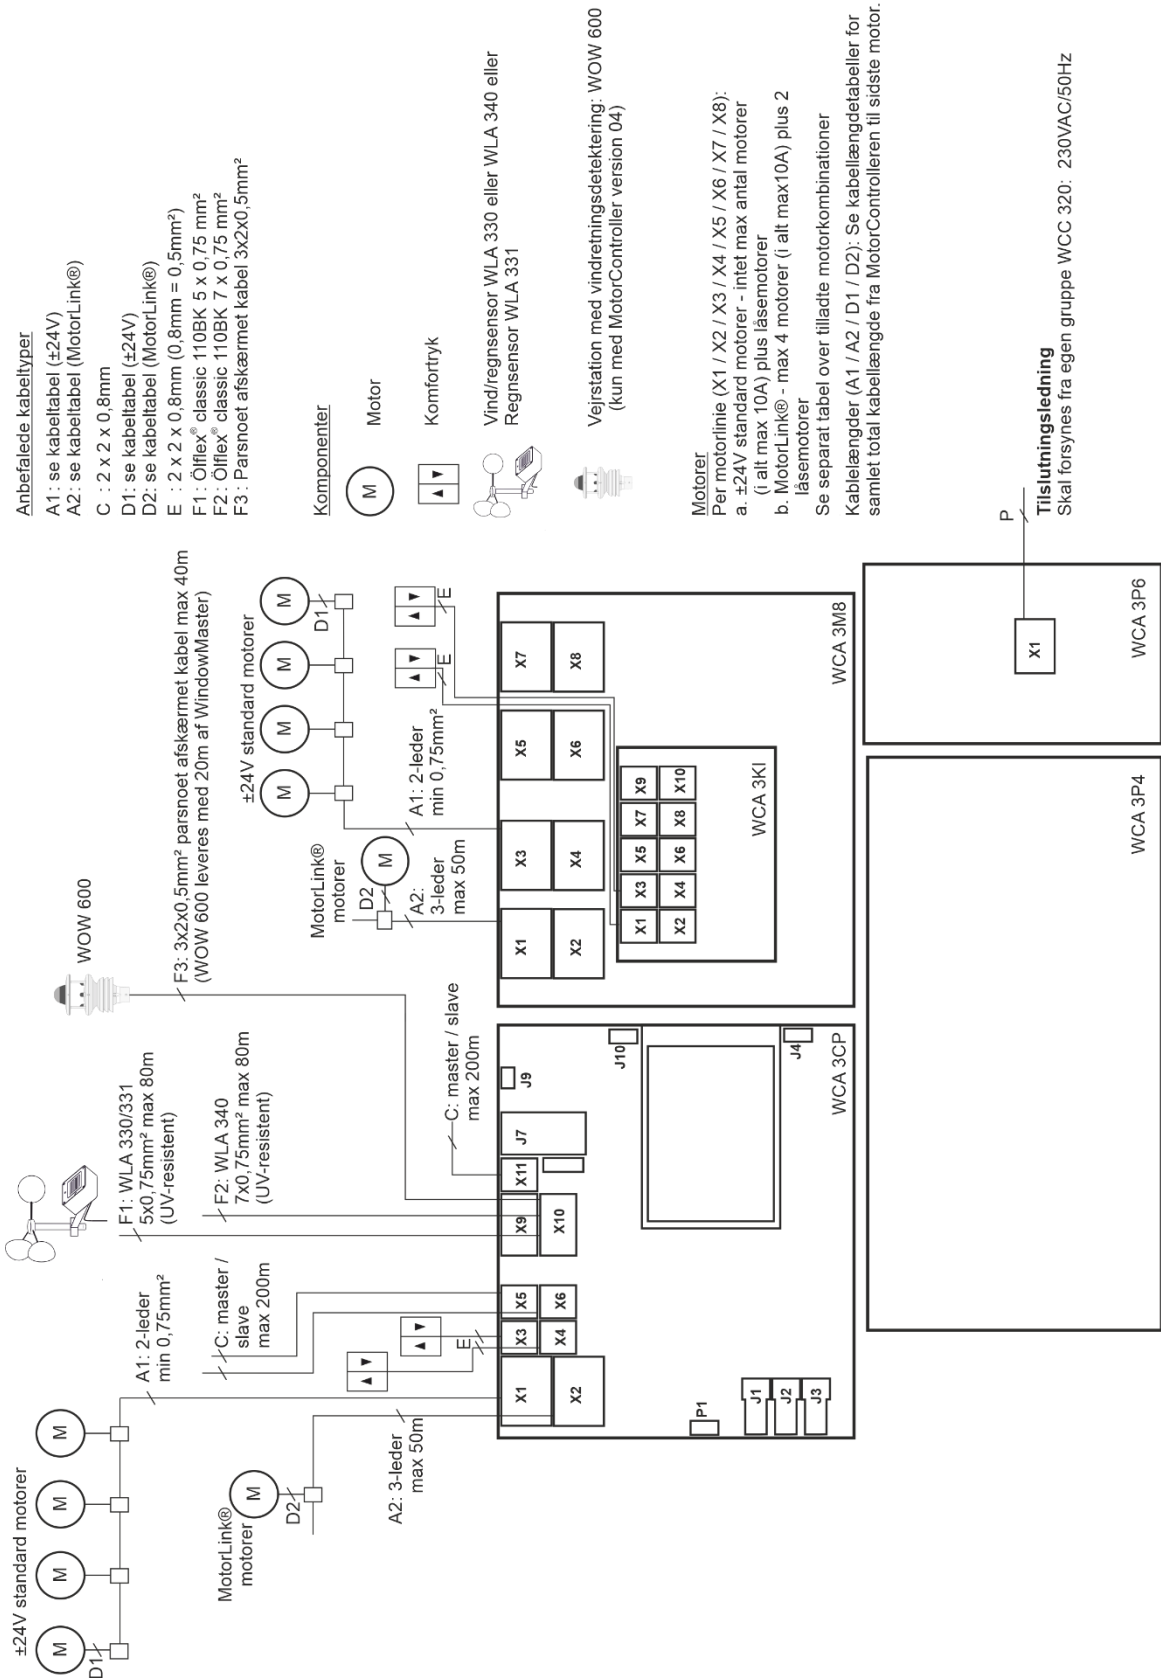 ±24V standard motorer
M
M
M
M
D1
A1: 2-leder
min 0,75mm²
MotorLink®
motorer
M
D2
A2: 3-leder
max 50m
C: master /
slave
max 200m
E
F1: WLA 330/331
5x0,75mm² max 80m
(UV-resistent)
F2: WLA 340
7x0,75mm² max 80m
(UV-resistent)
WOW 600
F3: 3x2x0,5mm² parsnoet afskærmet kabel max 40m
(WOW 600 leveres med 20m af WindowMaster)
C: master / slave
max 200m
X1
X2
X3
X4
X5
X6
X9
X10
X11
J7
J9
J10
J4
P1
J1
J2
J3
WCA 3CP
MotorLink®
motorer
D2
M
A2:
3-leder
max 50m
±24V standard motorer
M
M
M
M
D1
A1: 2-leder
min 0,75mm²
E
E
X1
X2
X3
X4
X5
X6
X7
X8
X1
X3
X5
X7
X9
X2
X4
X6
X8
X10
WCA 3KI
WCA 3M8
WCA 3P4
X1
WCA 3P6
P
Tilslutningsledning
Skal forsynes fra egen gruppe WCC 320: 230VAC/50Hz
Anbefalede kabeltyper
A1: se kabeltabel (±24V)
A2: se kabeltabel (MotorLink®)
C : 2 x 2 x 0,8mm
D1: se kabeltabel (±24V)
D2: se kabeltabel (MotorLink®)
E : 2 x 2 x 0,8mm (0,8mm = 0,5mm²)
F1: Ölflex® classic 110BK 5 x 0,75 mm²
F2: Ölflex® classic 110BK 7 x 0,75 mm²
F3: Parsnoet afskærmet kabel 3x2x0,5mm²
Komponenter
M
Motor
Komfortryk
Vind/regnsensor WLA 330 eller WLA 340 eller
Regnsensor WLA 331
Vejrstation med vindretningsdetektering: WOW 600
(kun med MotorController version 04)
Motorer
Per motorlinie (X1 / X2 / X3 / X4 / X5 / X6 / X7 / X8):
a. ±24V standard motorer - intet max antal motorer
(i alt max 10A) plus låsemotorer
b. MotorLink® - max 4 motorer (i alt max10A) plus 2
låsemotorer
Se separat tabel over tilladte motorkombinationer
Kablelængder (A1 / A2 / D1 / D2): Se kabellængdetabeller for
samlet total kabellængde fra MotorControlleren til sidste motor.